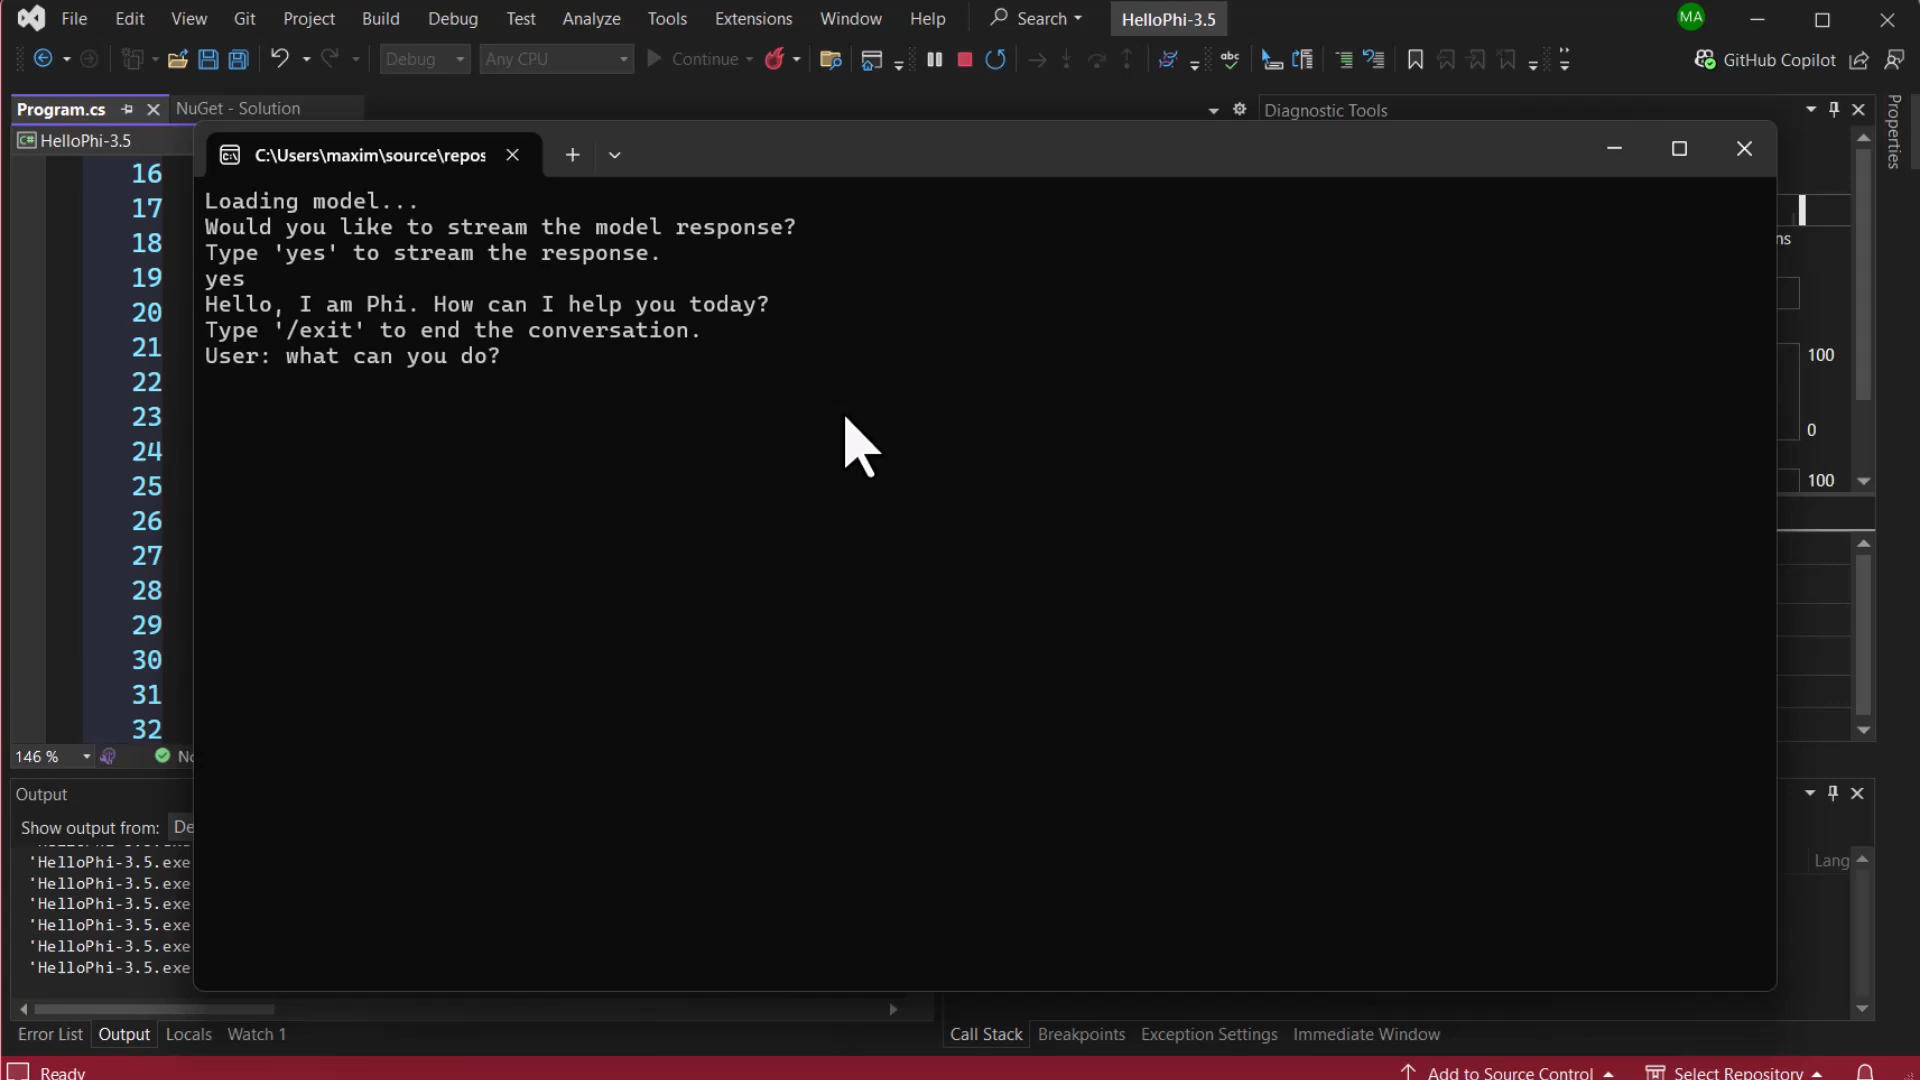 File Edit View Git Project Build Debug Test Analyze Tools Extensions Window Help Search HelloPhi-3.5 MA
Debug Any CPU Continue abc GitHub Copilot
Program.cs NuGet - Solution
Diagnostic Tools
Properties
C# HelloPhi-3.5
C:\Users\maxim\source\repos
16
17
18
19
20
21
22
23
24
25
26
27
28
29
30
31
32
Loading model...
Would you like to stream the model response?
Type 'yes' to stream the response.
yes
Hello, I am Phi. How can I help you today?
Type '/exit' to end the conversation.
User: what can you do?
ns
100
0
100
146 % No
Output
Show output from: De
'HelloPhi-3.5.exe
'HelloPhi-3.5.exe
'HelloPhi-3.5.exe
'HelloPhi-3.5.exe
'HelloPhi-3.5.exe
'HelloPhi-3.5.exe
Lang
Error List Output Locals Watch 1
Call Stack Breakpoints Exception Settings Immediate Window
Ready Add to Source Control Select Repository